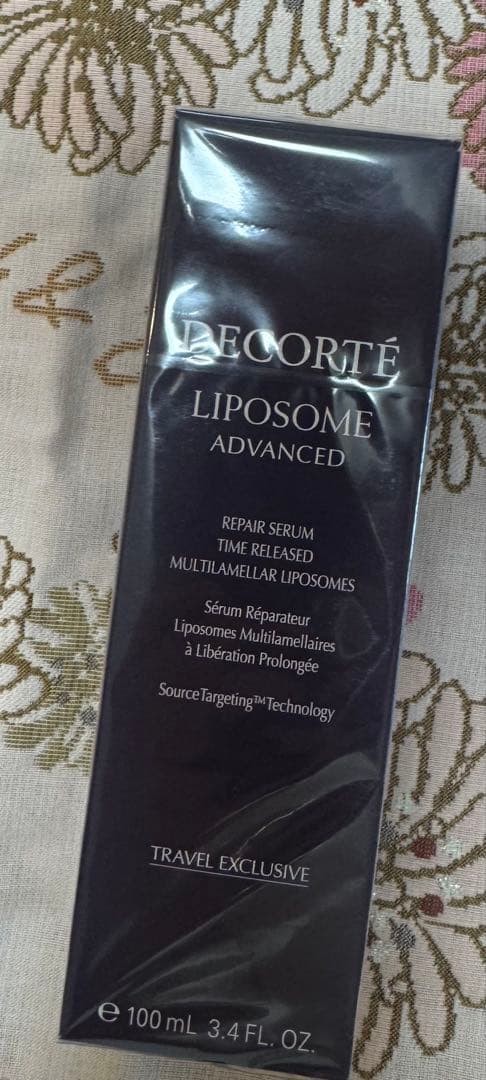 DECORTÉ
LIPOSOME
ADVANCED
REPAIR SERUM
TIME RELEASED
MULTILAMELLAR LIPOSOMES
Sérum Réparateur
Liposomes Multilamellaires
à Libération Prolongée
SourceTargeting™Technology
TRAVEL EXCLUSIVE
℮ 100 mL 3.4 FL. OZ.